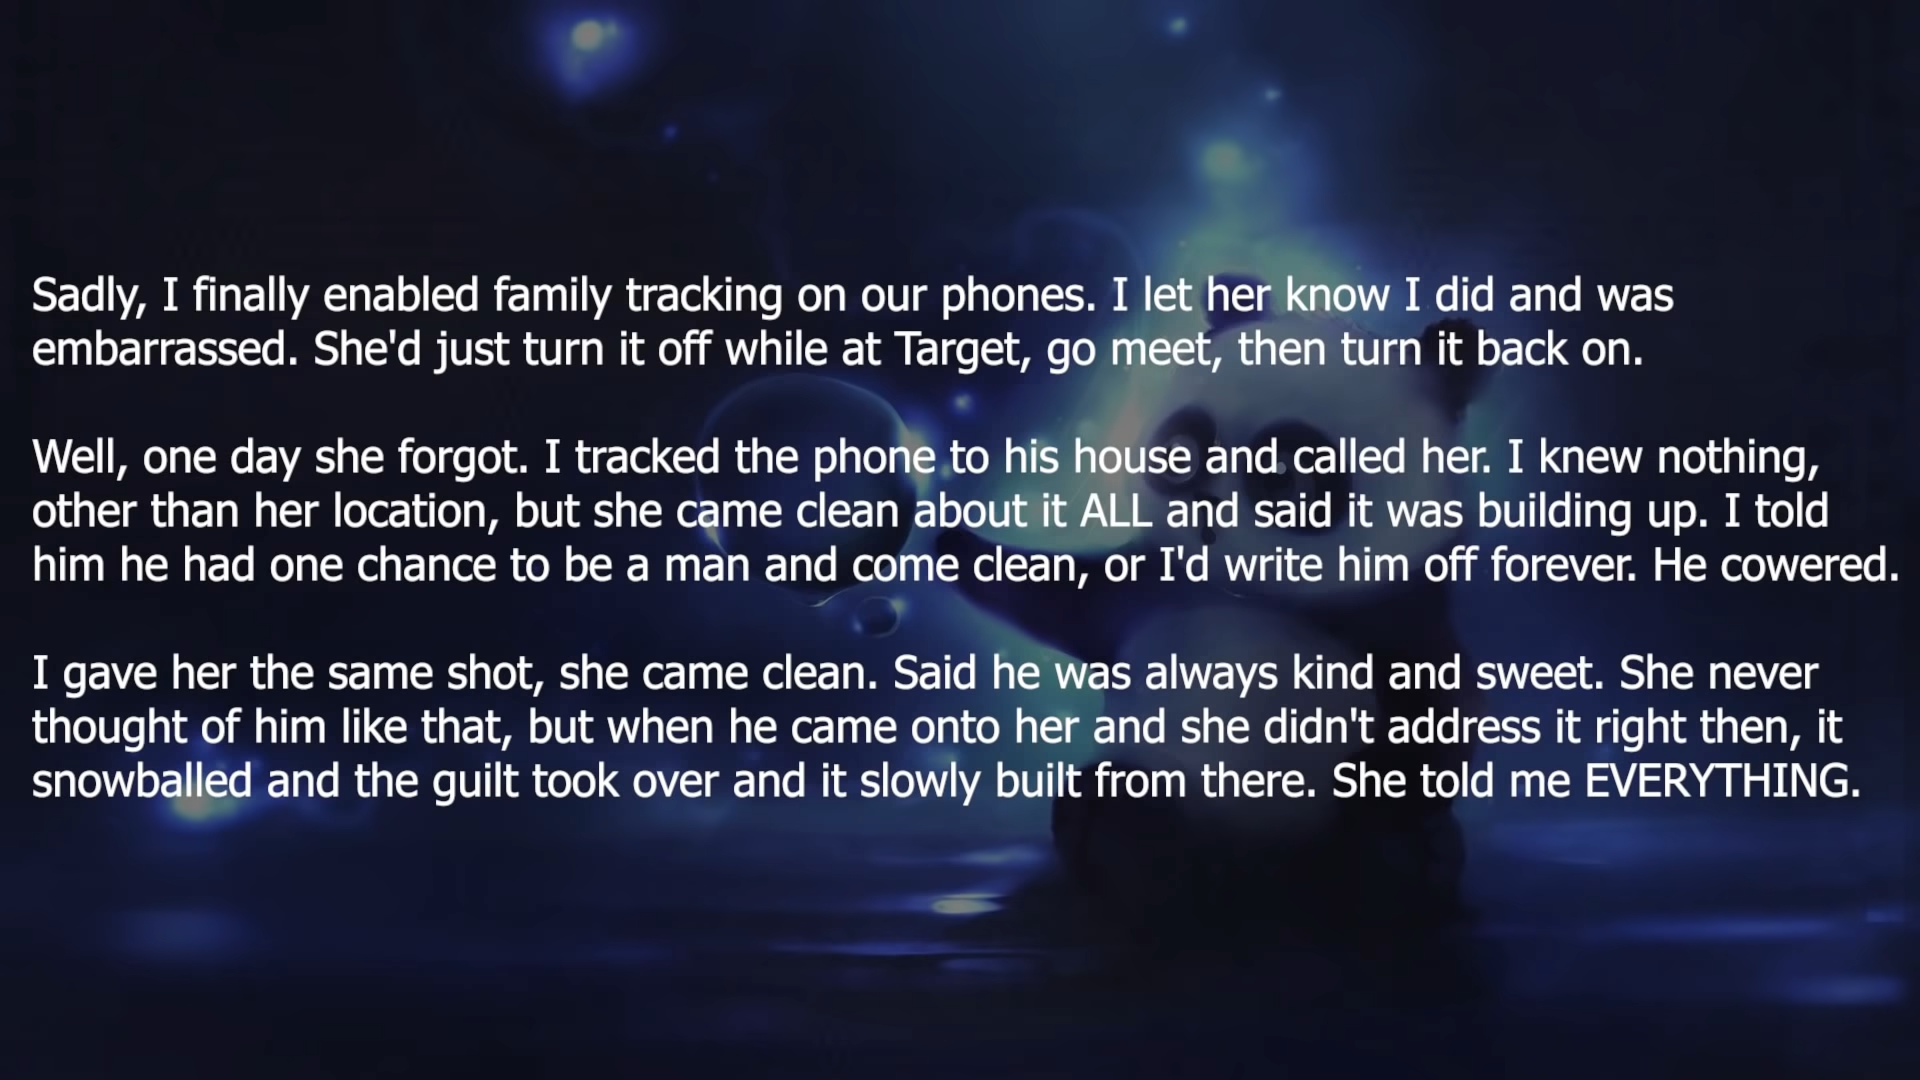 Sadly, I finally enabled family tracking on our phones. I let her know I did and was
embarrassed. She'd just turn it off while at Target, go meet, then turn it back on.
Well, one day she forgot. I tracked the phone to his house and called her. I knew nothing,
other than her location, but she came clean about it ALL and said it was building up. I told
him he had one chance to be a man and come clean, or I'd write him off forever. He cowered.
I gave her the same shot, she came clean. Said he was always kind and sweet. She never
thought of him like that, but when he came onto her and she didn't address it right then, it
snowballed and the guilt took over and it slowly built from there. She told me EVERYTHING.